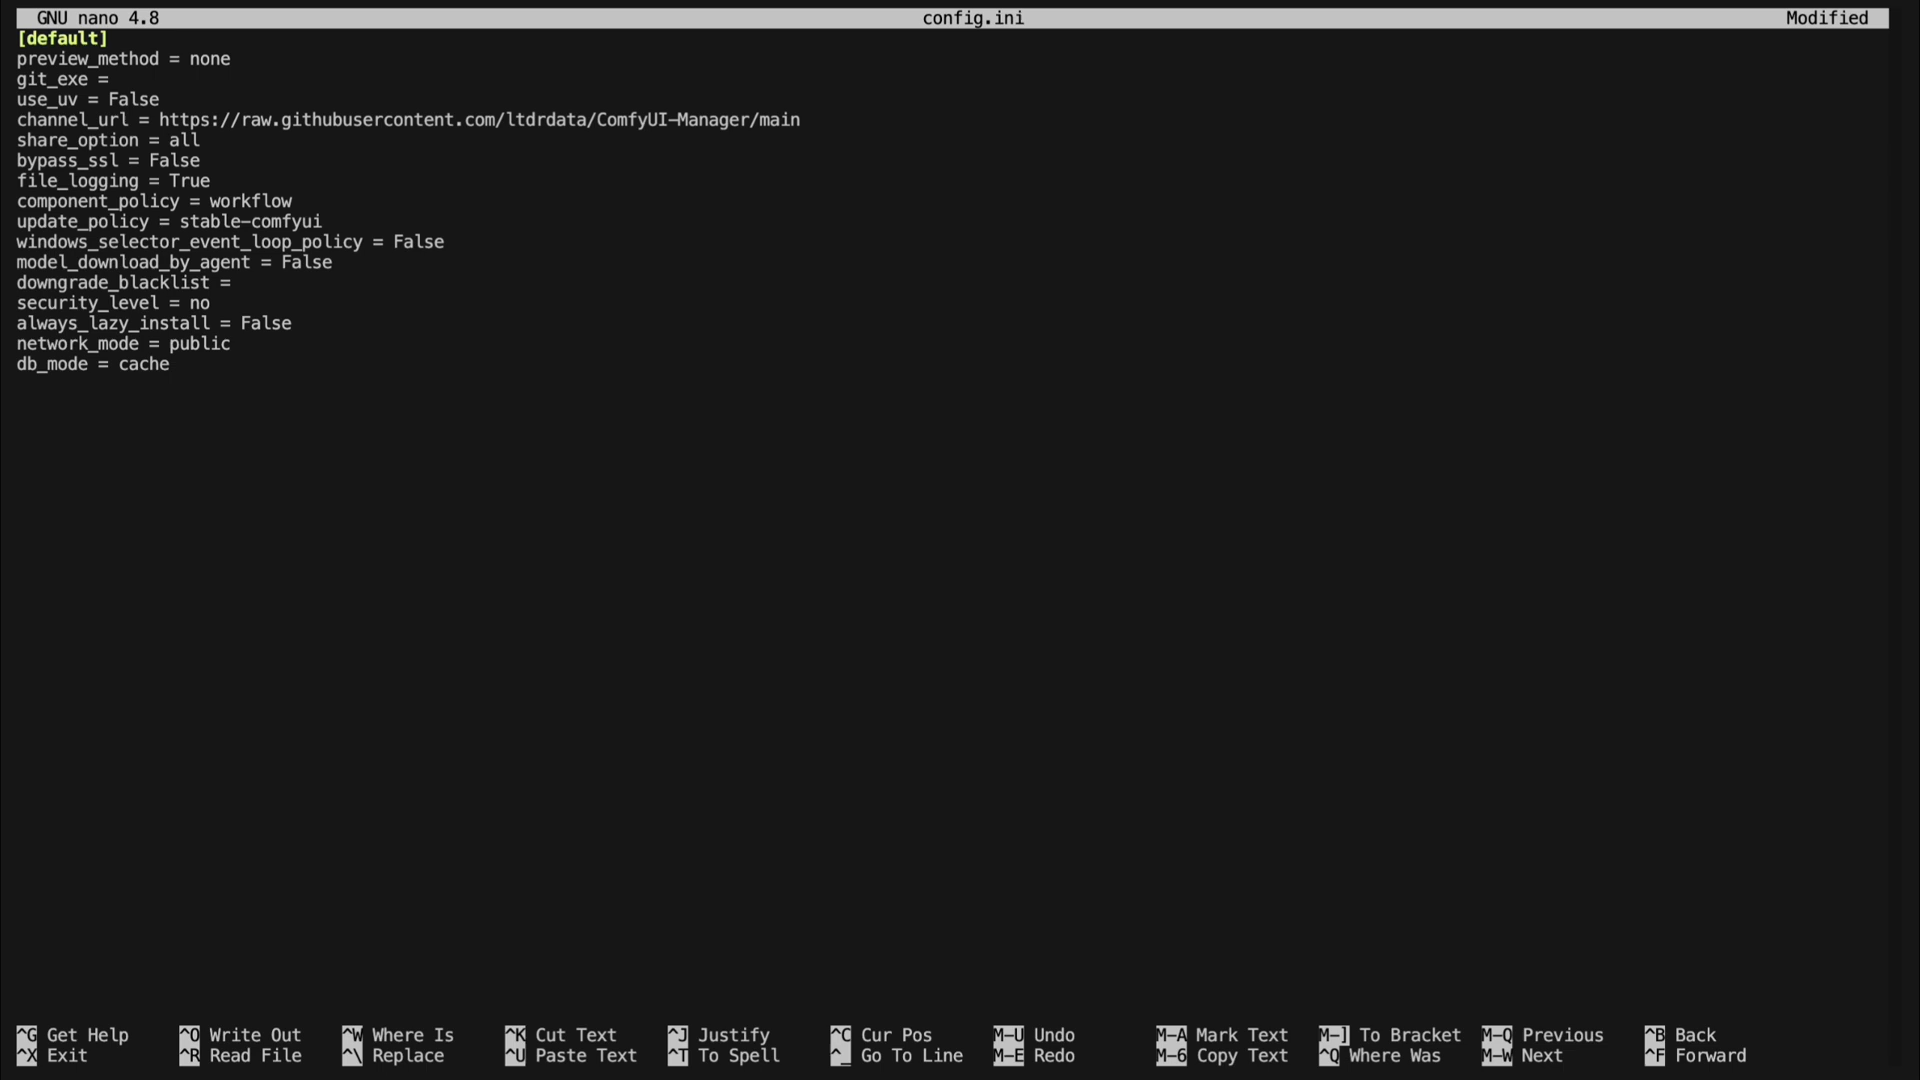 GNU nano 4.8 config.ini Modified
[default]
preview_method = none
git_exe =
use_uv = False
channel_url = https://raw.githubusercontent.com/ltdrdata/ComfyUI-Manager/main
share_option = all
bypass_ssl = False
file_logging = True
component_policy = workflow
update_policy = stable-comfyui
windows_selector_event_loop_policy = False
model_download_by_agent = False
downgrade_blacklist =
security_level = no
always_lazy_install = False
network_mode = public
db_mode = cache
^G Get Help ^O Write Out ^W Where Is ^K Cut Text ^J Justify ^C Cur Pos M-U Undo M-A Mark Text M-] To Bracket M-Q Previous ^B Back
^X Exit ^R Read File ^\ Replace ^U Paste Text ^T To Spell ^_ Go To Line M-E Redo M-6 Copy Text ^Q Where Was M-W Next ^F Forward